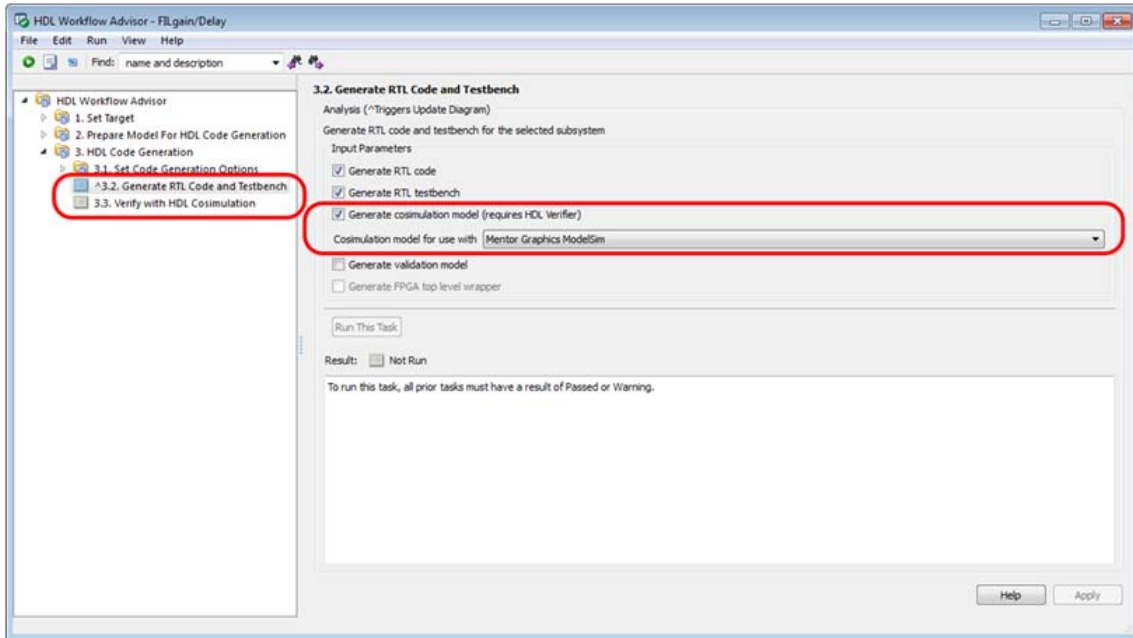 HDL Workflow Advisor - FILgain/Delay
File Edit Run View Help
Find: name and description
HDL Workflow Advisor
1. Set Target
2. Prepare Model For HDL Code Generation
3. HDL Code Generation
3.1. Set Code Generation Options
^3.2. Generate RTL Code and Testbench
3.3. Verify with HDL Cosimulation
3.2. Generate RTL Code and Testbench
Analysis (^Triggers Update Diagram)
Generate RTL code and testbench for the selected subsystem
Input Parameters
Generate RTL code
Generate RTL testbench
Generate cosimulation model (requires HDL Verifier)
Cosimulation model for use with Mentor Graphics ModelSim
Generate validation model
Generate FPGA top level wrapper
Run This Task
Result: Not Run
To run this task, all prior tasks must have a result of Passed or Warning.
Help Apply